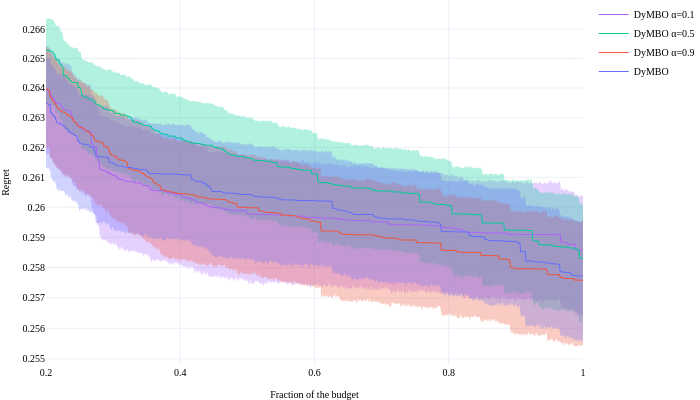 DyMBO α=0.1
DyMBO α=0.5
DyMBO α=0.9
DyMBO
Regret
0.266
0.265
0.264
0.263
0.262
0.261
0.26
0.259
0.258
0.257
0.256
0.255
0.2
0.4
0.6
0.8
1
Fraction of the budget